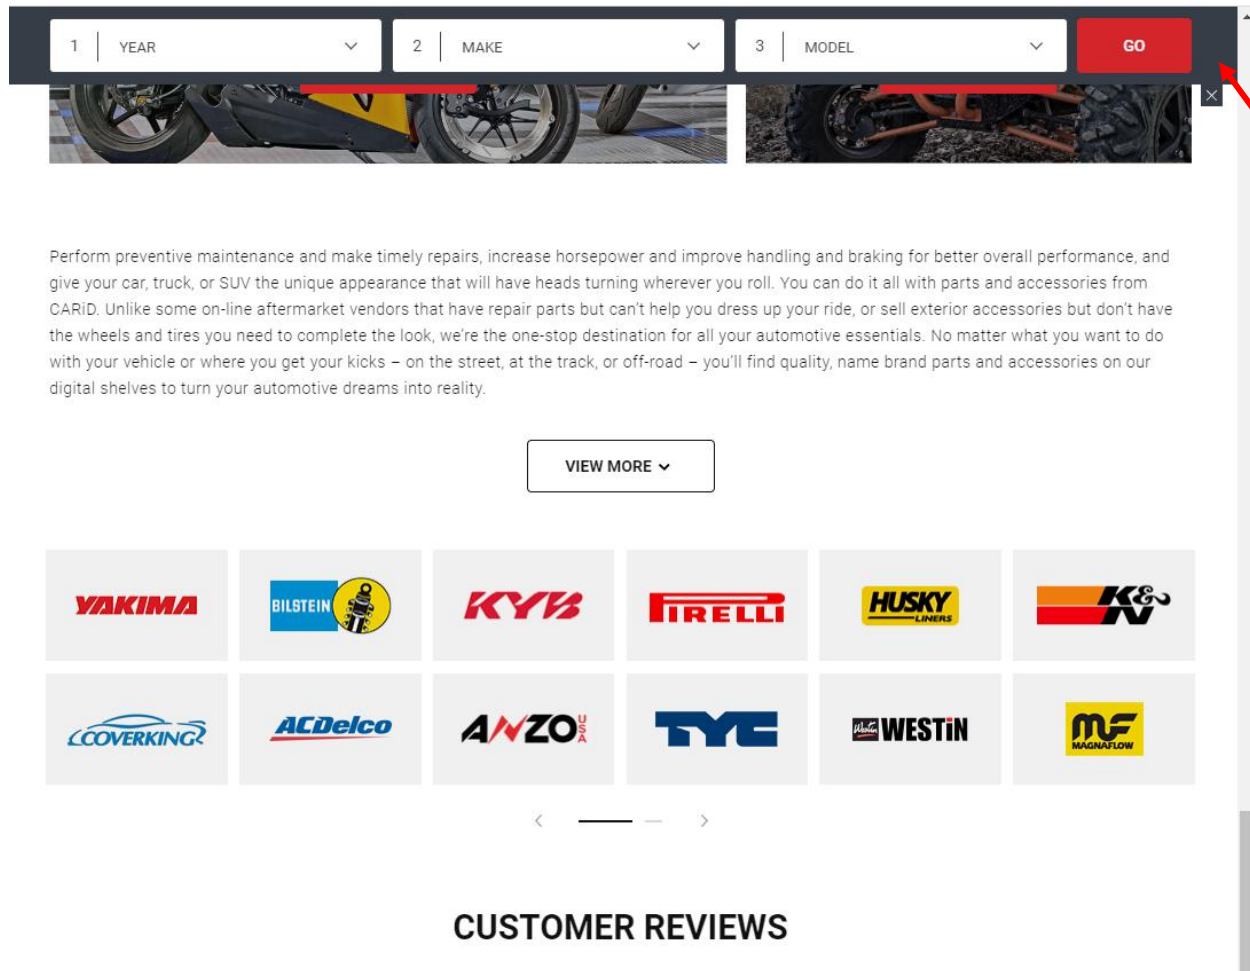 1 YEAR 2 MAKE 3 MODEL GO
Perform preventive maintenance and make timely repairs, increase horsepower and improve handling and braking for better overall performance, and
give your car, truck, or SUV the unique appearance that will have heads turning wherever you roll. You can do it all with parts and accessories from
CARiD. Unlike some on-line aftermarket vendors that have repair parts but can’t help you dress up your ride, or sell exterior accessories but don’t have
the wheels and tires you need to complete the look, we’re the one-stop destination for all your automotive essentials. No matter what you want to do
with your vehicle or where you get your kicks – on the street, at the track, or off-road – you’ll find quality, name brand parts and accessories on our
digital shelves to turn your automotive dreams into reality.
VIEW MORE
YAKIMA
BILSTEIN
KYB
PIRELLI
HUSKY
LINERS
K&N
COVERKING
ACDelco
ANZO USA
TYC
Westin WESTiN
MF
MAGNAFLOW
CUSTOMER REVIEWS